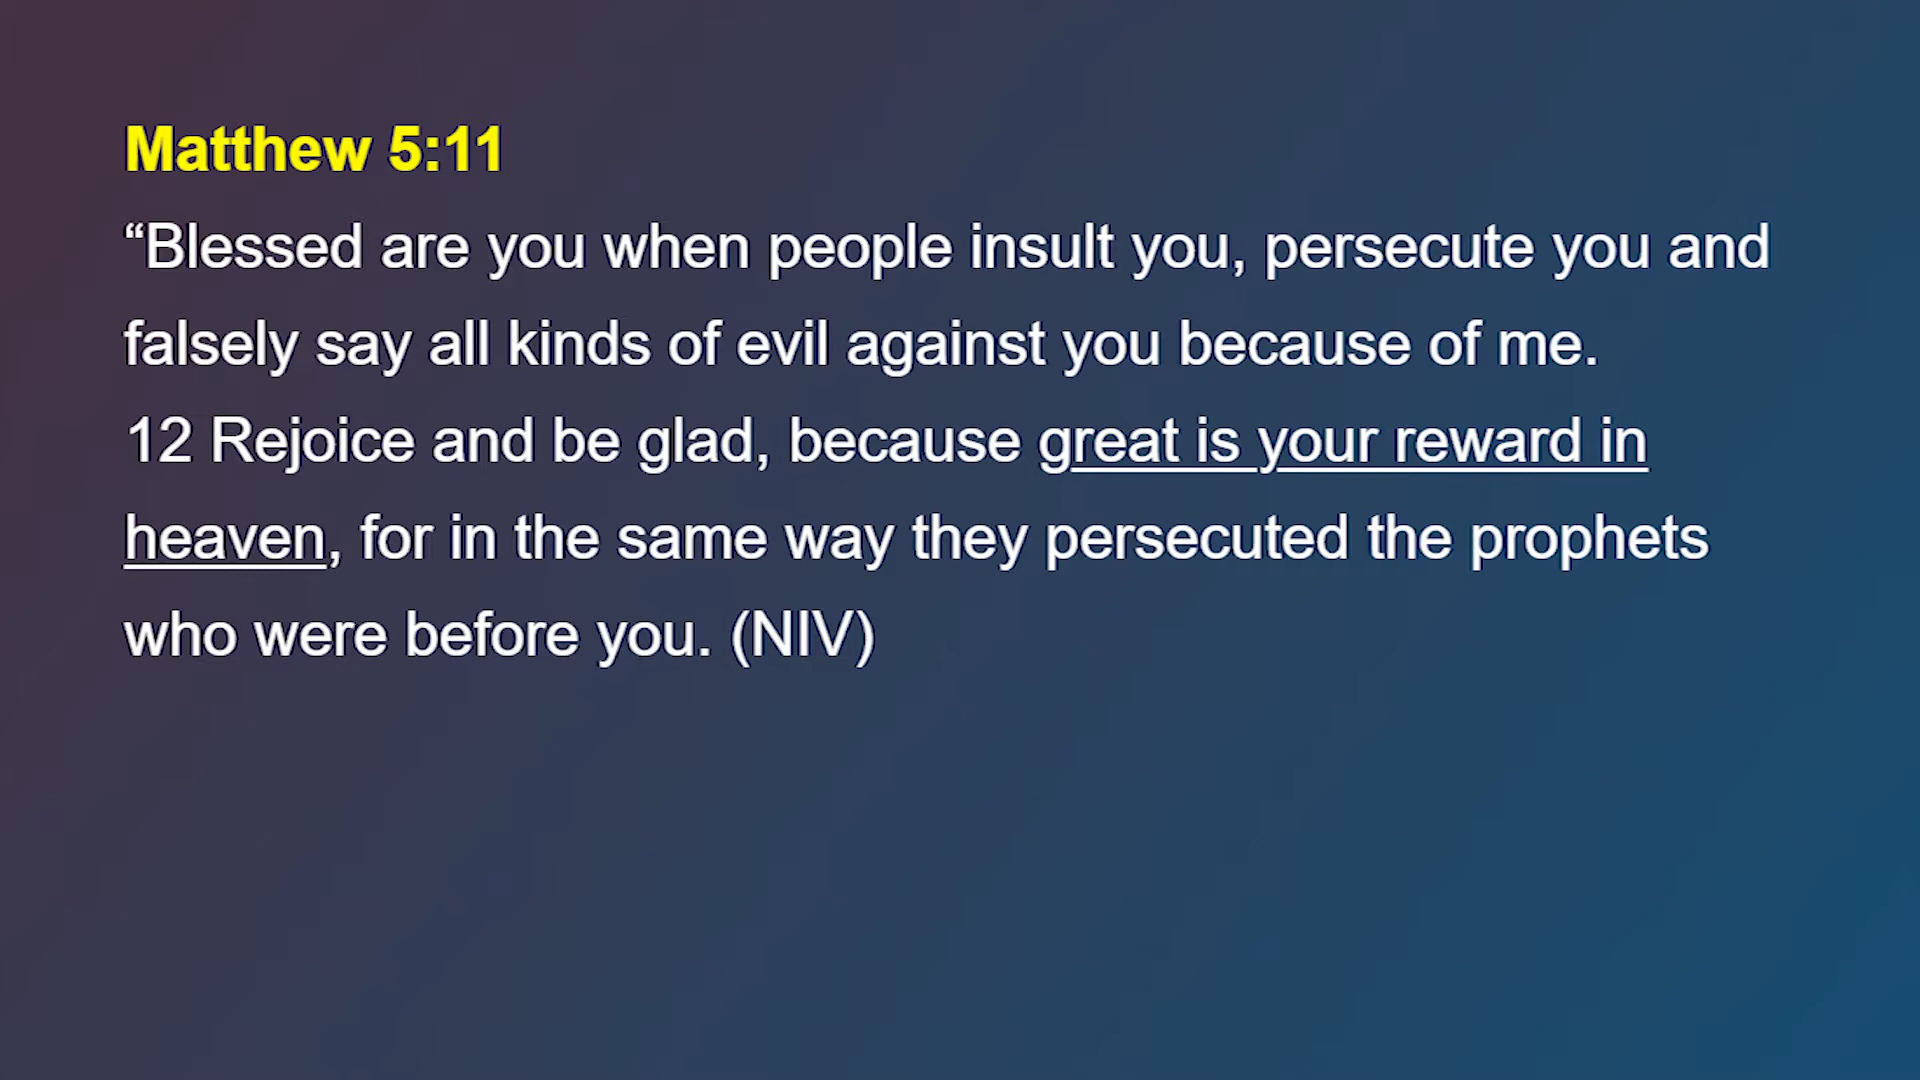 Matthew 5:11
“Blessed are you when people insult you, persecute you and
falsely say all kinds of evil against you because of me.
12 Rejoice and be glad, because great is your reward in
heaven, for in the same way they persecuted the prophets
who were before you. (NIV)